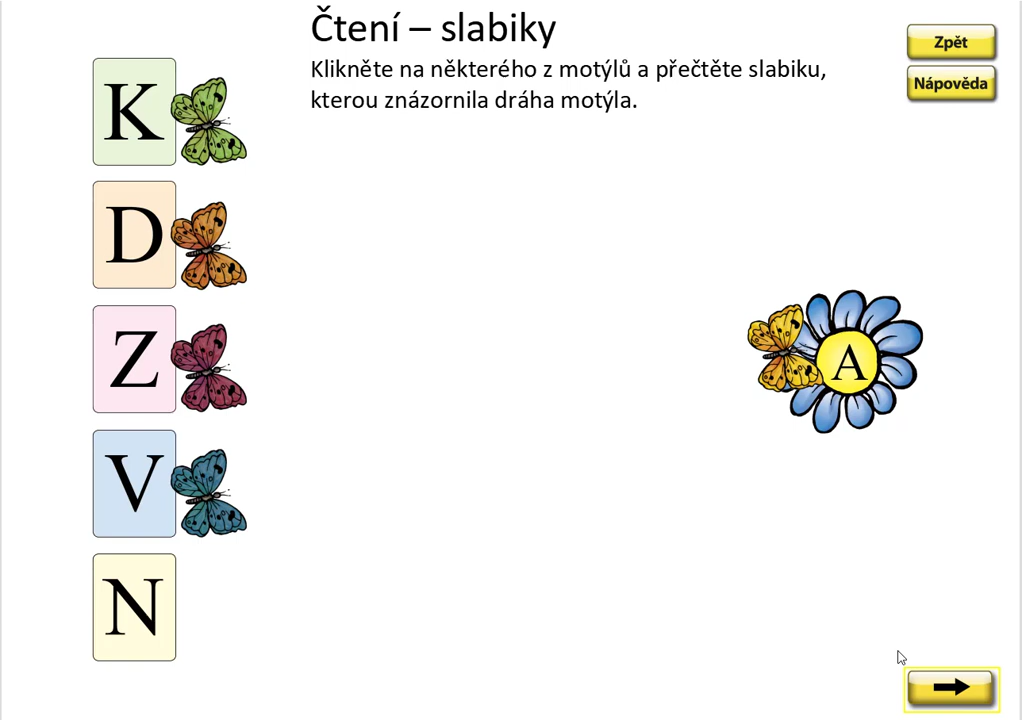 Čtení – slabiky
Klikněte na některého z motýlů a přečtěte slabiku,
kterou znázornila dráha motýla.
Zpět
Nápověda
K
D
Z
V
N
A